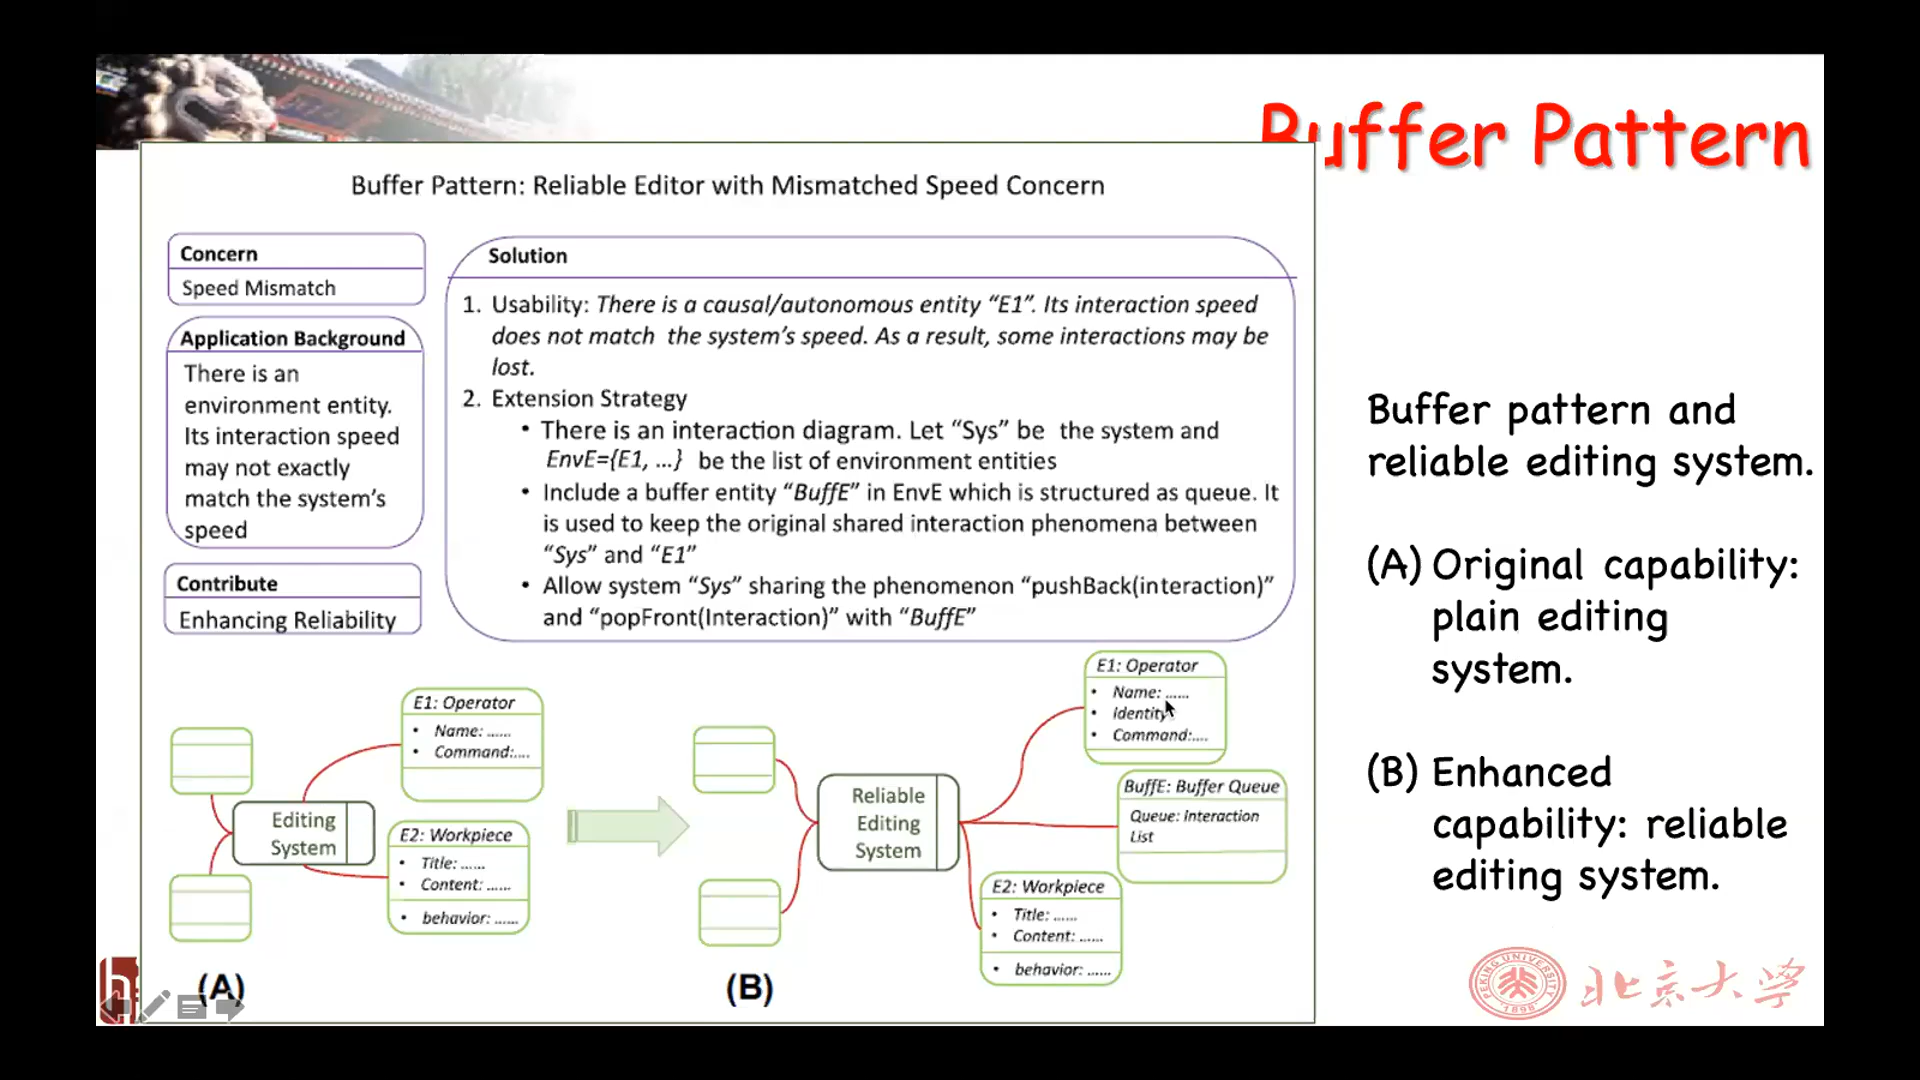 Buffer Pattern
Buffer Pattern: Reliable Editor with Mismatched Speed Concern
Concern
Speed Mismatch
Application Background
There is an
environment entity.
Its interaction speed
may not exactly
match the system's
speed
Contribute
Enhancing Reliability
Solution
1. Usability: There is a causal/autonomous entity “E1”. Its interaction speed
does not match the system's speed. As a result, some interactions may be
lost.
2. Extension Strategy
• There is an interaction diagram. Let “Sys” be the system and
EnvE={E1, ...} be the list of environment entities
• Include a buffer entity “BuffE” in EnvE which is structured as queue. It
is used to keep the original shared interaction phenomena between
“Sys” and “E1”
• Allow system “Sys” sharing the phenomenon “pushBack(interaction)”
and “popFront(Interaction)” with “BuffE”
E1: Operator
• Name: ......
• Command:....
Editing
System
E2: Workpiece
• Title: ......
• Content: ......
• behavior: ......
(A)
Reliable
Editing
System
E1: Operator
• Name: ......
• Identity
• Command:....
BuffE: Buffer Queue
Queue: Interaction
List
E2: Workpiece
• Title: ......
• Content: ......
• behavior: ......
(B)
Buffer pattern and
reliable editing system.
(A) Original capability:
plain editing
system.
(B) Enhanced
capability: reliable
editing system.
PEKING UNIVERSITY
1898
北京大学